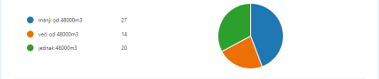 manji od 48000m3 27
veći od 48000m3 14
jednak 48000m3 20